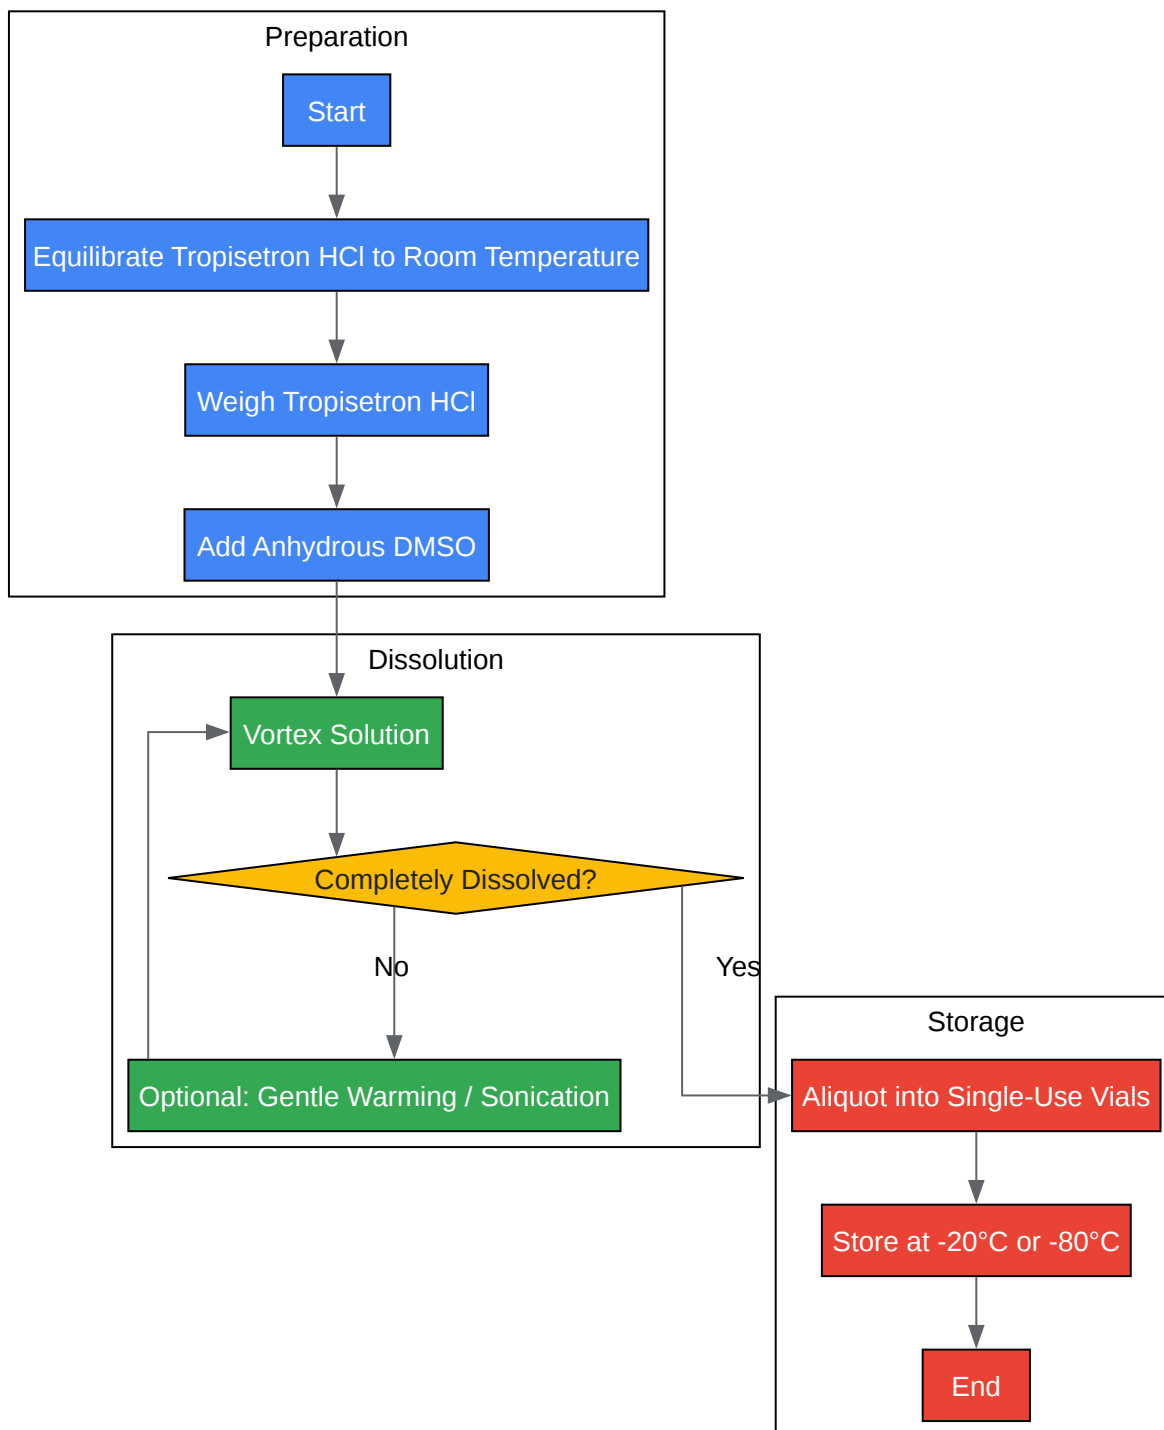 Preparation
Start
Equilibrate Tropisetron HCl to Room Temperature
Weigh Tropisetron HCl
Add Anhydrous DMSO
Dissolution
Vortex Solution
Completely Dissolved?
No
Yes
Optional: Gentle Warming / Sonication
Storage
Aliquot into Single-Use Vials
Store at -20°C or -80°C
End